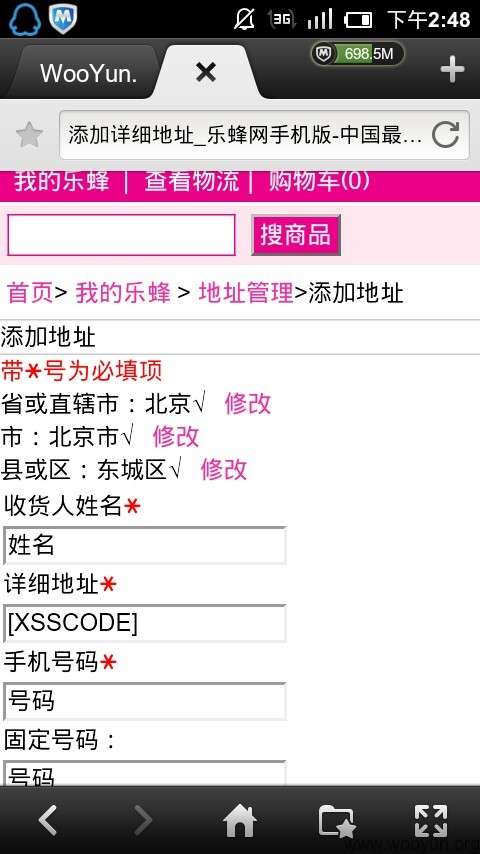 3G 下午2:48
698.5M
WooYun.
添加详细地址_乐蜂网手机版-中国最...
我的乐蜂 | 查看物流 | 购物车(0)
搜商品
首页> 我的乐蜂 > 地址管理>添加地址
添加地址
带*号为必填项
省或直辖市：北京√ 修改
市：北京市√ 修改
县或区：东城区√ 修改
收货人姓名*
姓名
详细地址*
[XSSCODE]
手机号码*
号码
固定号码：
号码
www.wooyun.org